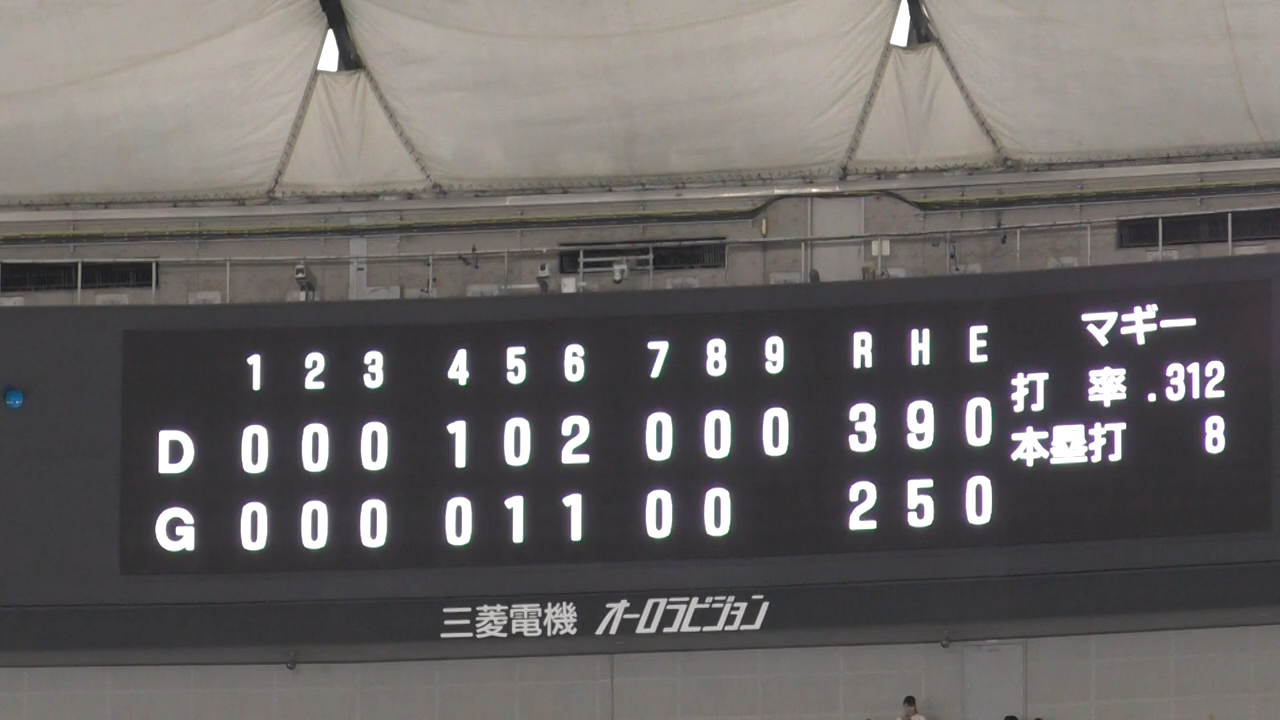 1 2 3 4 5 6 7 8 9 R H E
D 0 0 0 1 0 2 0 0 0 3 9 0
G 0 0 0 0 1 1 0 0 2 5 0
マギー
打 率 .312
本塁打 8
三菱電機 オーロラビジョン